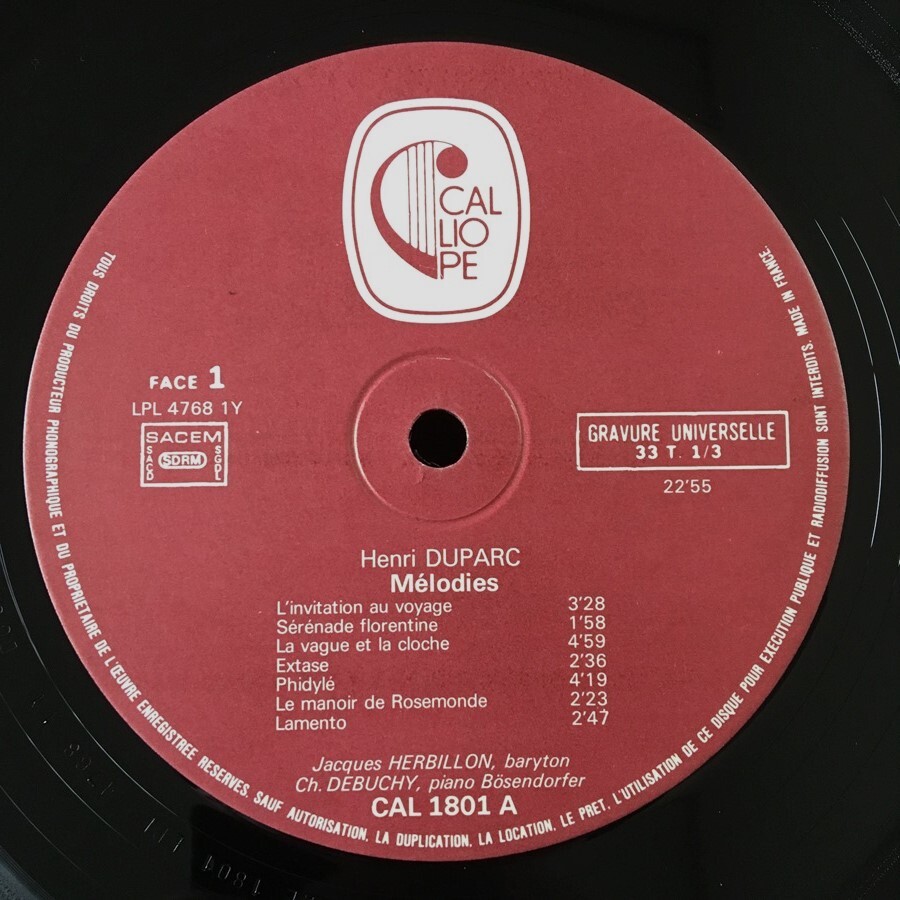 CAL
LIO
PE
FACE 1
LPL 4768 1Y
SACEM
SACD
SDRM
SGDL
GRAVURE UNIVERSELLE
33 T. 1/3
22'55
Henri DUPARC
Mélodies
L'invitation au voyage 3'28
Sérénade florentine 1'58
La vague et la cloche 4'59
Extase 2'36
Phidylé 4'19
Le manoir de Rosemonde 2'23
Lamento 2'47
Jacques HERBILLON, baryton
Ch. DEBUCHY, piano Bösendorfer
CAL 1801 A
TOUS DROITS DU PRODUCTEUR PHONOGRAPHIQUE ET DU PROPRIETAIRE DE L'ŒUVRE ENREGISTREE RESERVES. SAUF AUTORISATION, LA DUPLICATION, LA LOCATION, LE PRET, L'UTILISATION DE CE DISQUE POUR EXECUTION PUBLIQUE ET RADIODIFFUSION SONT INTERDITS. MADE IN FRANCE.